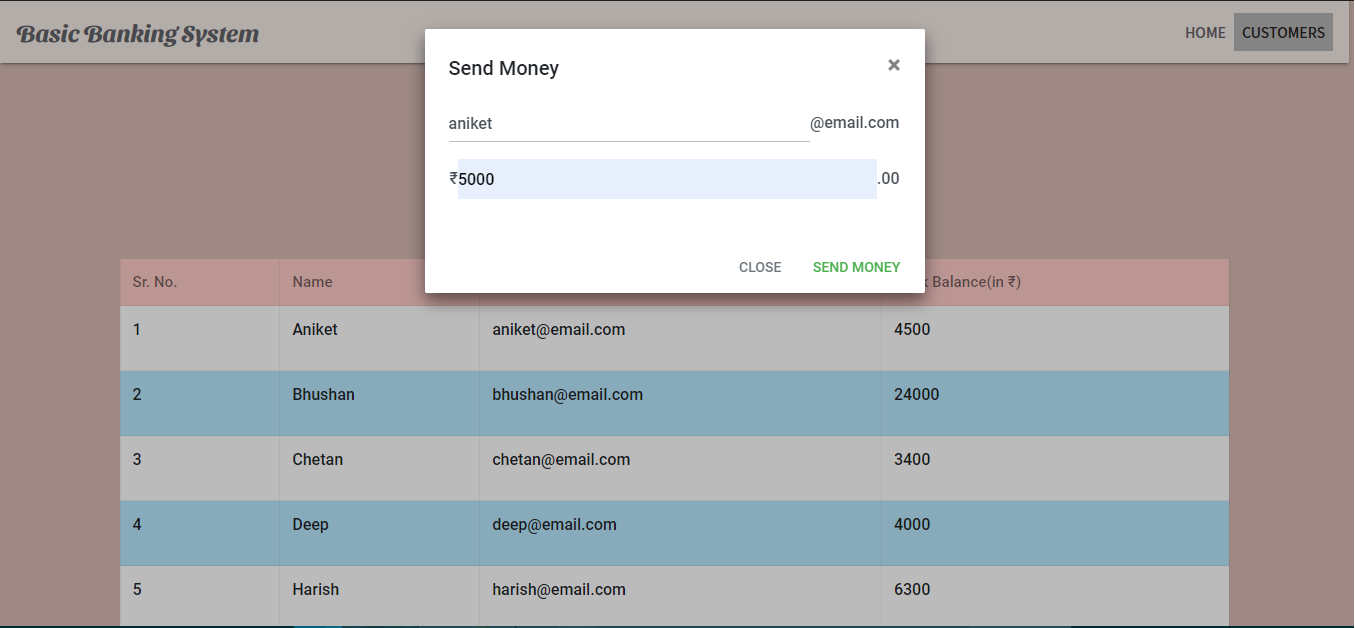 Basic Banking System
HOME CUSTOMERS
Send Money ×
aniket @email.com
₹5000 .00
CLOSE SEND MONEY
Sr. No. Name Balance(in ₹)
1 Aniket aniket@email.com 4500
2 Bhushan bhushan@email.com 24000
3 Chetan chetan@email.com 3400
4 Deep deep@email.com 4000
5 Harish harish@email.com 6300